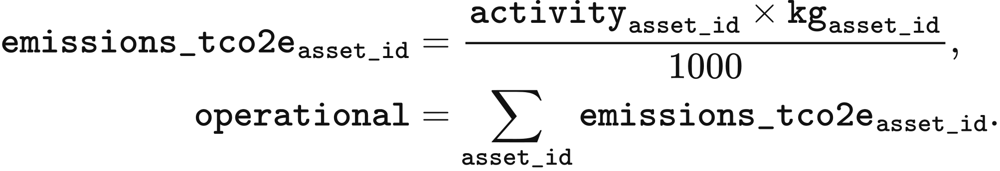 emissions_tco2e_asset_id = activity_asset_id × kg_asset_id / 1000,
operational = ∑_asset_id emissions_tco2e_asset_id.